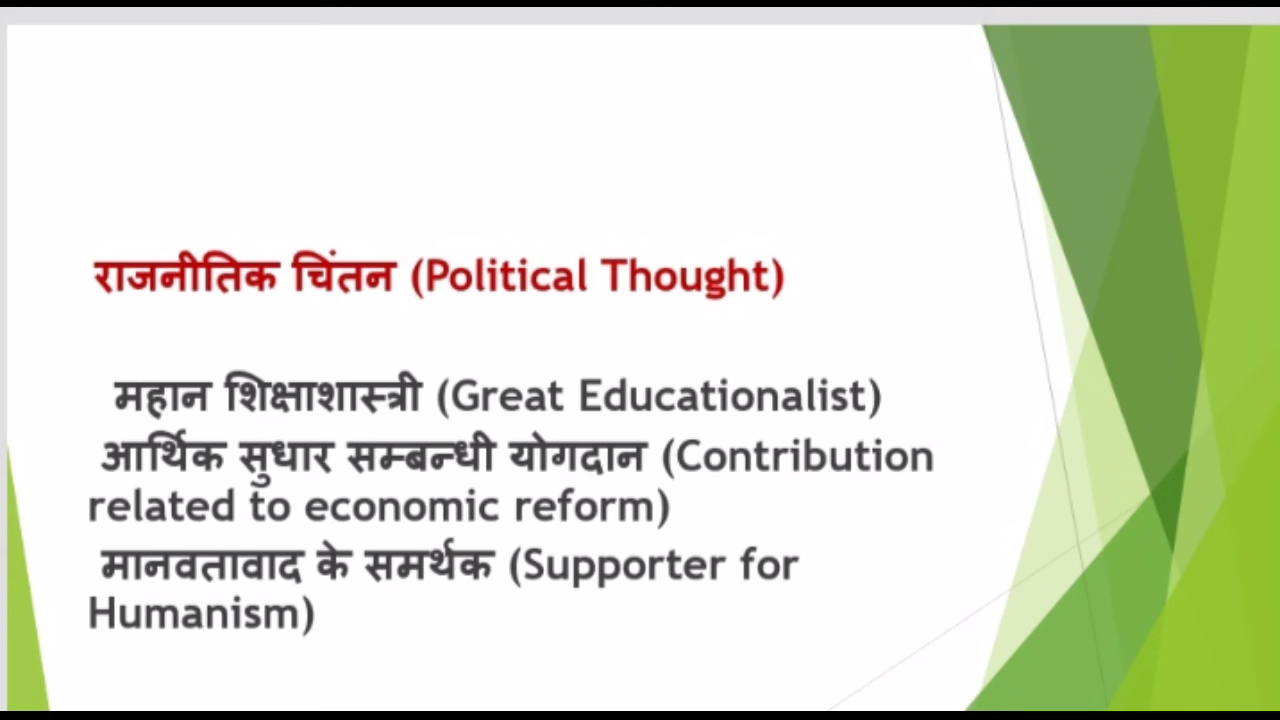 राजनीतिक चिंतन (Political Thought)
महान शिक्षाशास्त्री (Great Educationalist)
आर्थिक सुधार सम्बन्धी योगदान (Contribution
related to economic reform)
मानवतावाद के समर्थक (Supporter for
Humanism)